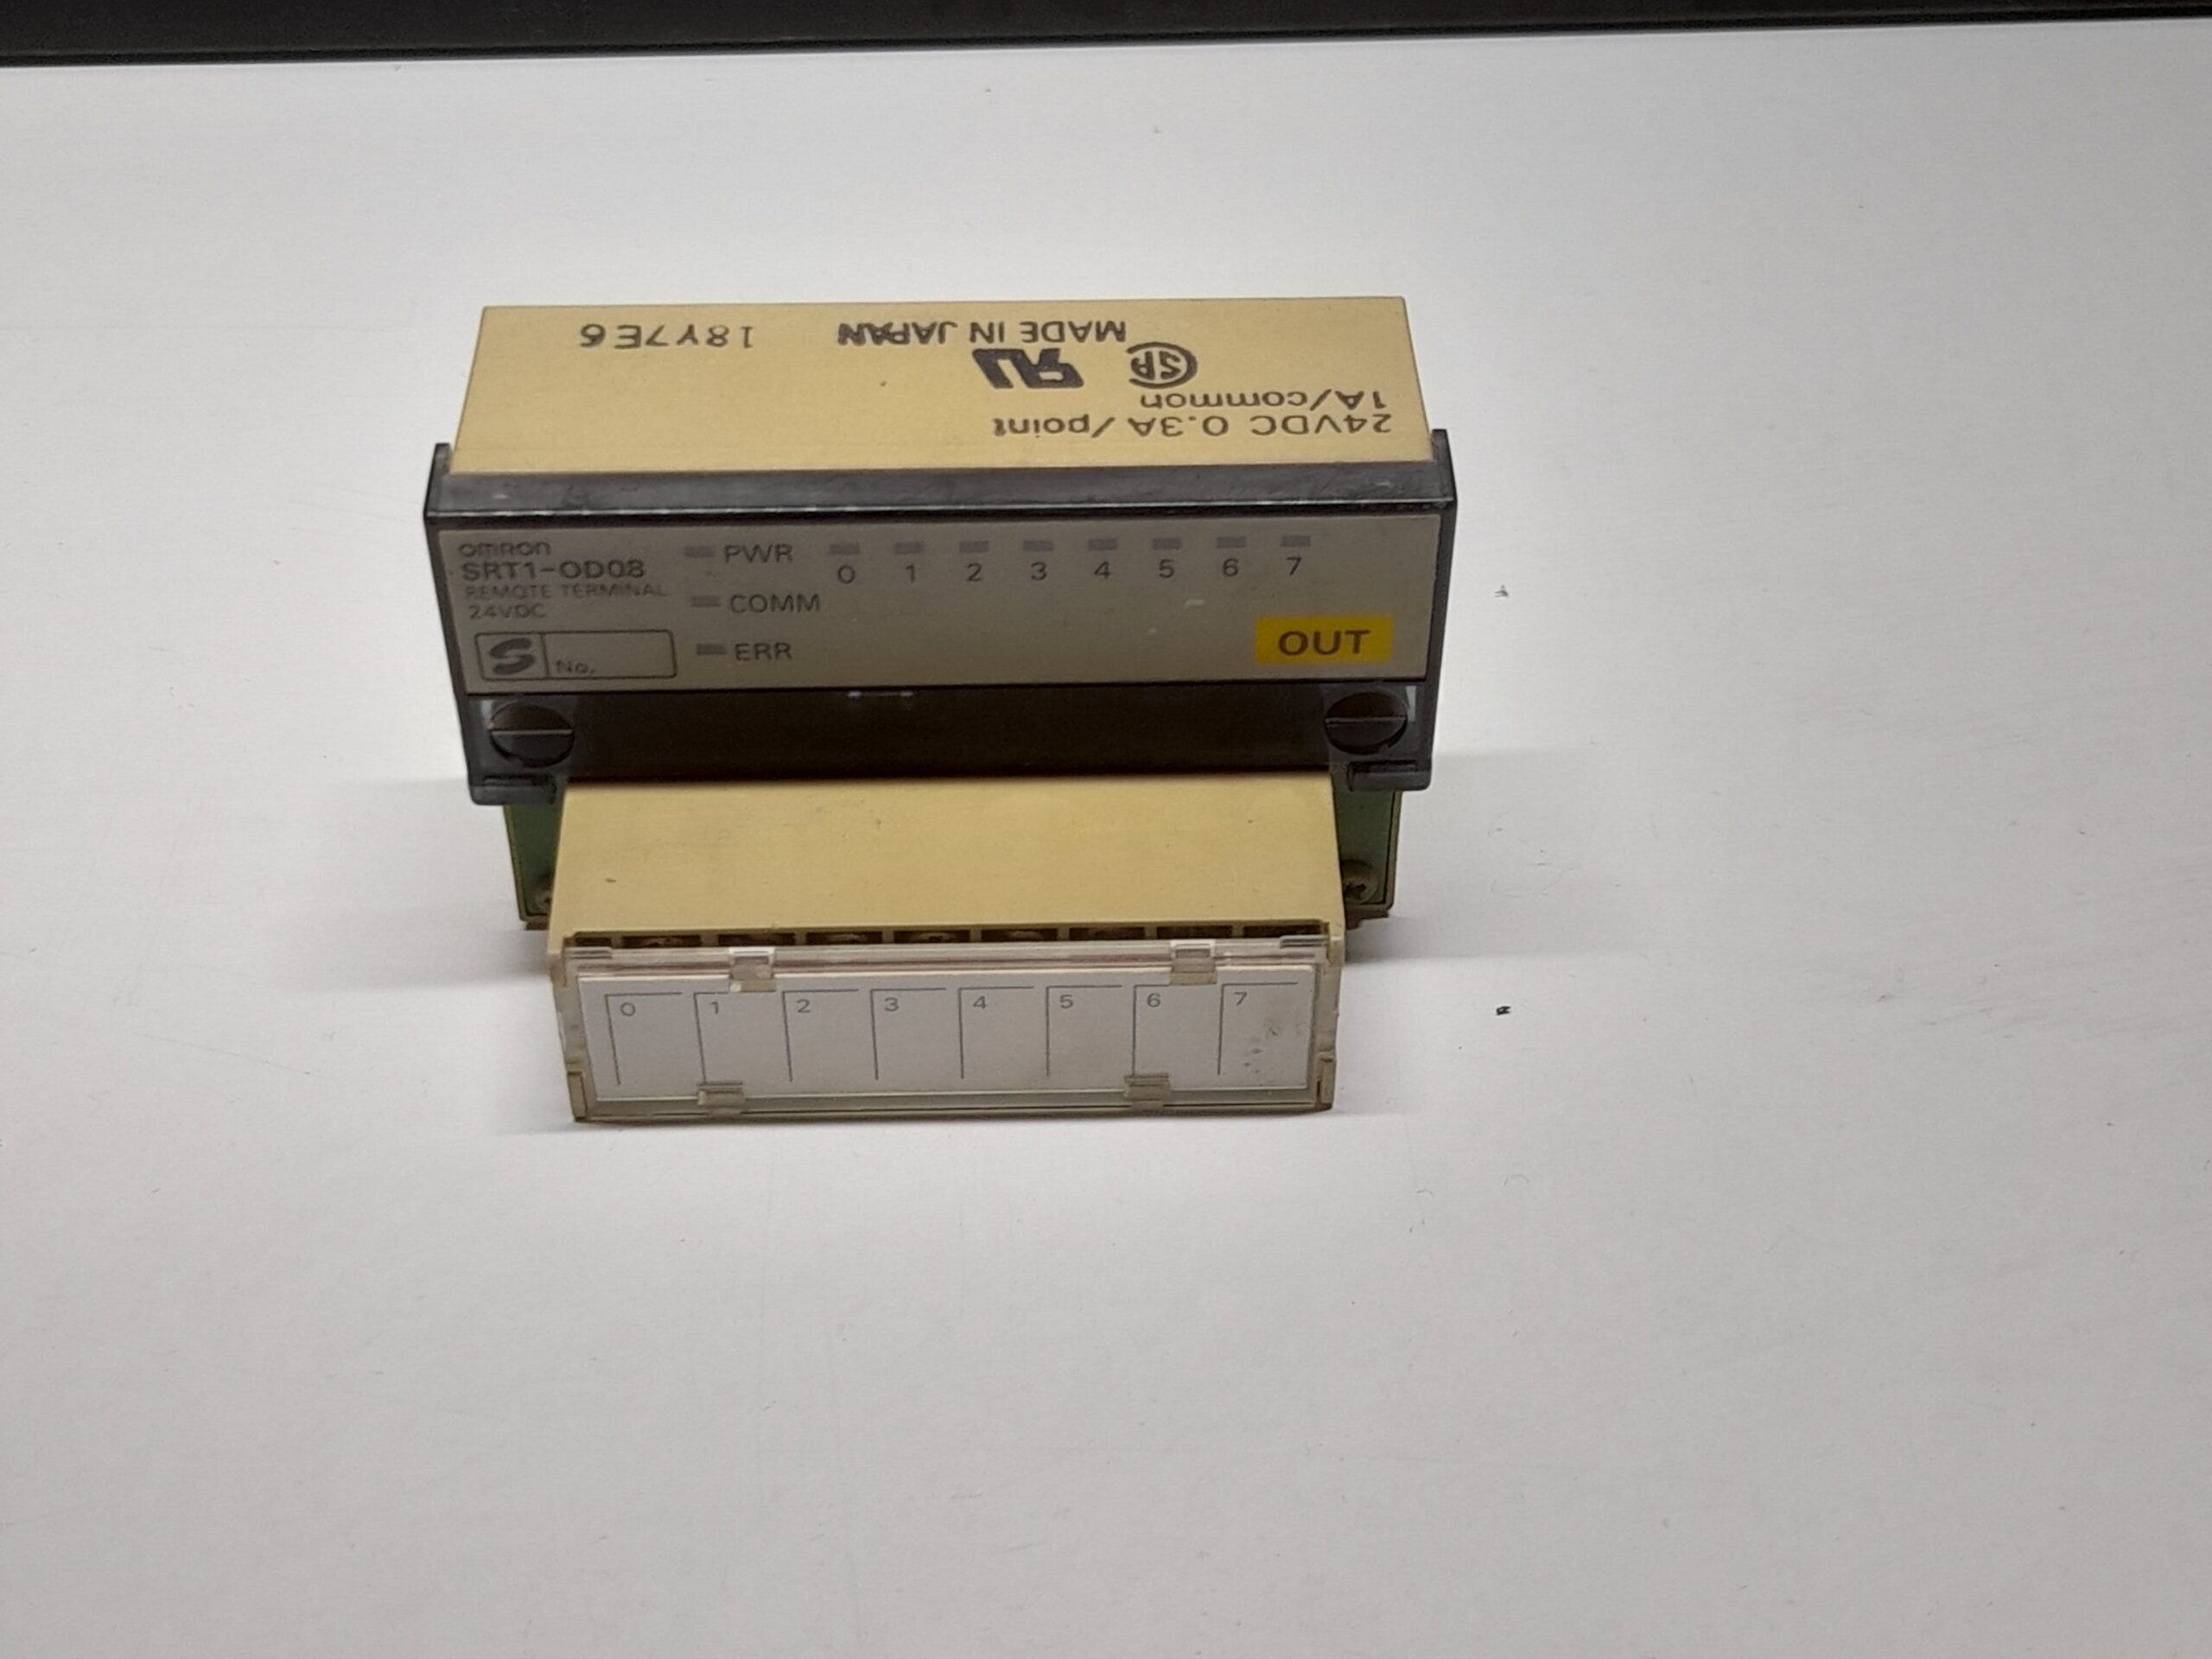 24VDC 0.3A/point
1A/common
MADE IN JAPAN
18Y7E6
OMRON
SRT1-OD08
REMOTE TERMINAL
24VDC
S No.
PWR
COMM
ERR
0 1 2 3 4 5 6 7
OUT
0 1 2 3 4 5 6 7